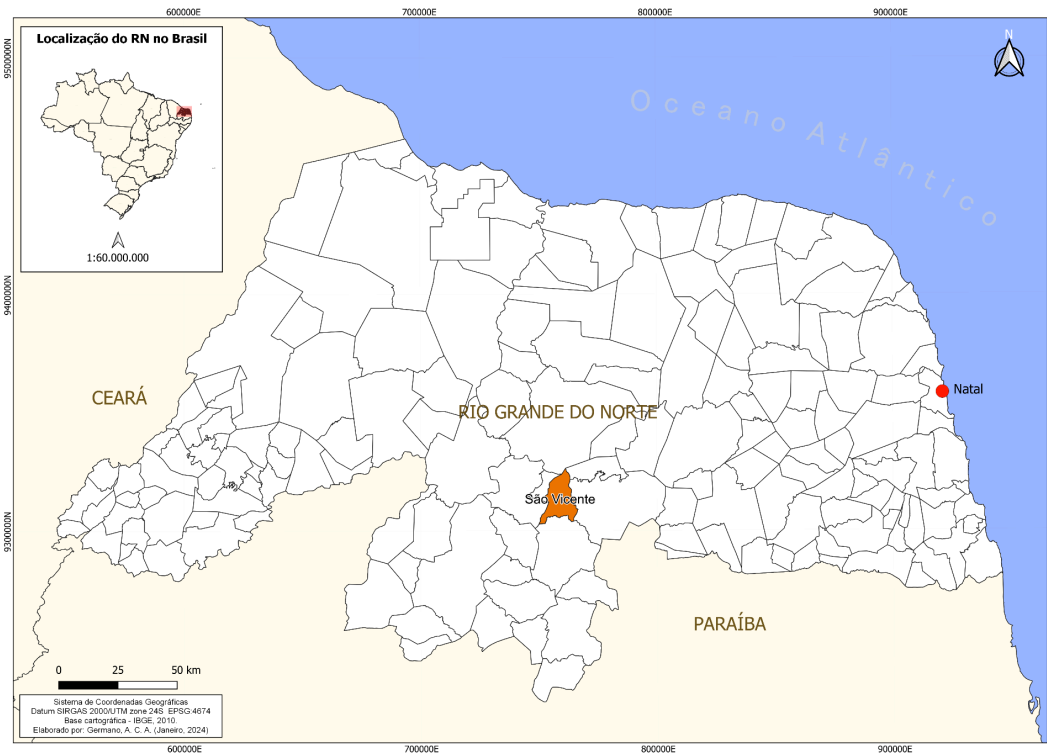 600000E
700000E
800000E
900000E
9500000N
9400000N
9300000N
Localização do RN no Brasil
1:60.000.000
N
Oceano Atlântico
CEARÁ
RIO GRANDE DO NORTE
Natal
São Vicente
PARAÍBA
0 25 50 km
Sistema de Coordenadas Geográficas
Datum SIRGAS 2000/UTM zone 24S EPSG:4674
Base cartográfica - IBGE, 2010.
Elaborado por: Germano, A. C. A. (Janeiro, 2024)
600000E
700000E
800000E
900000E